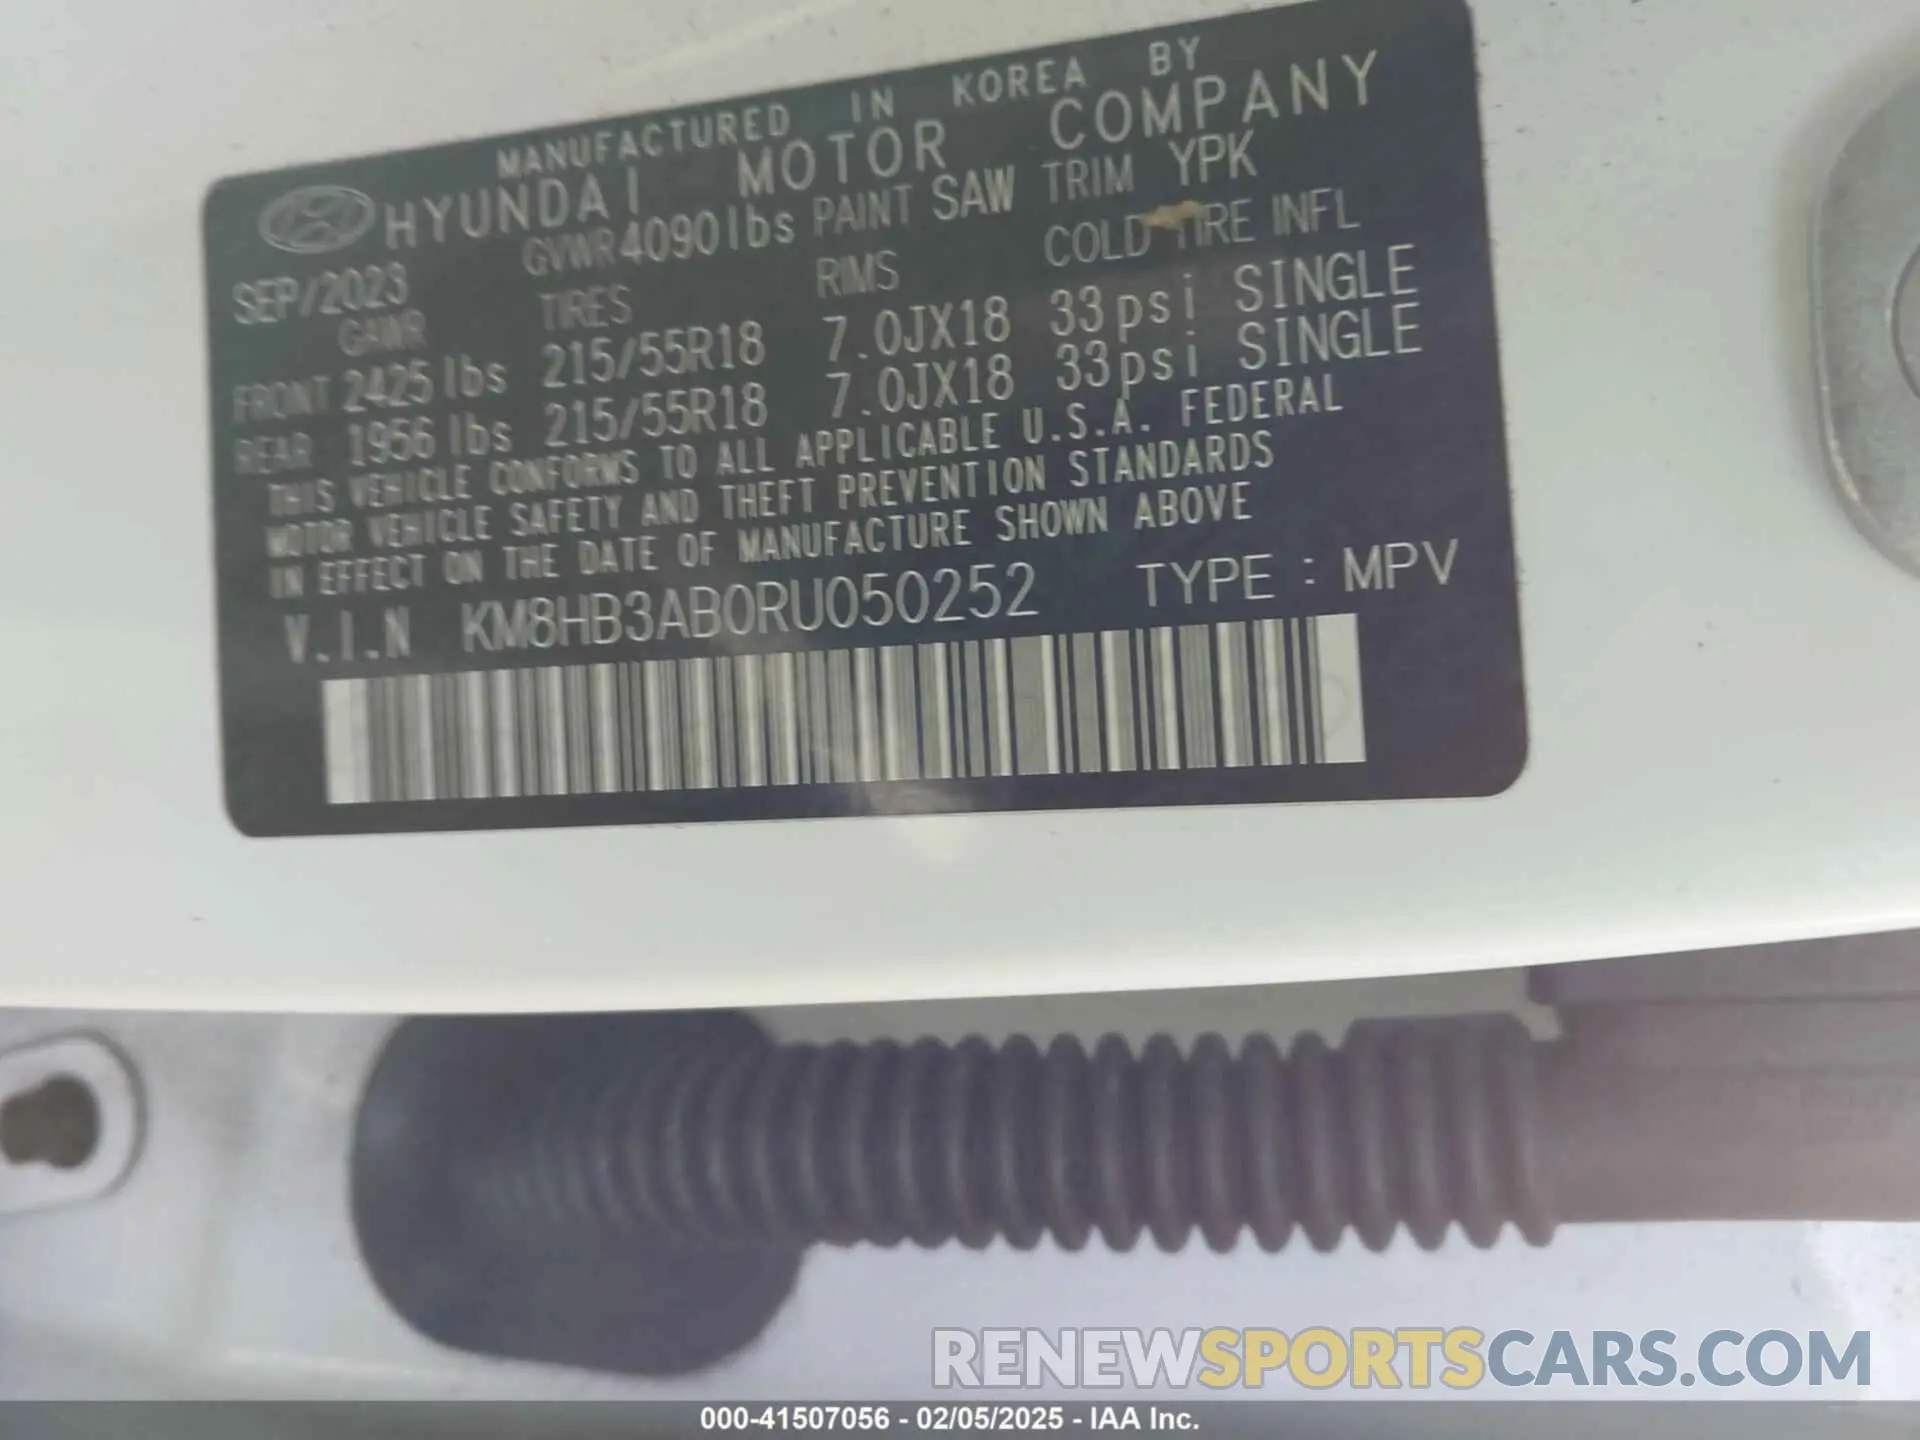 MANUFACTURED IN KOREA BY
HYUNDAI MOTOR COMPANY
SEP/2023 GVWR 4090lbs PAINT SAW TRIM YPK
GAWR TIRES RIMS COLD TIRE INFL
FRONT 2425 lbs 215/55R18 7.0JX18 33psi SINGLE
REAR 1956 lbs 215/55R18 7.0JX18 33psi SINGLE
THIS VEHICLE CONFORMS TO ALL APPLICABLE U.S.A. FEDERAL
MOTOR VEHICLE SAFETY AND THEFT PREVENTION STANDARDS
IN EFFECT ON THE DATE OF MANUFACTURE SHOWN ABOVE
V.I.N KM8HB3AB0RU050252 TYPE : MPV
RENEWSPORTSCARS.COM
000-41507056 - 02/05/2025 - IAA Inc.